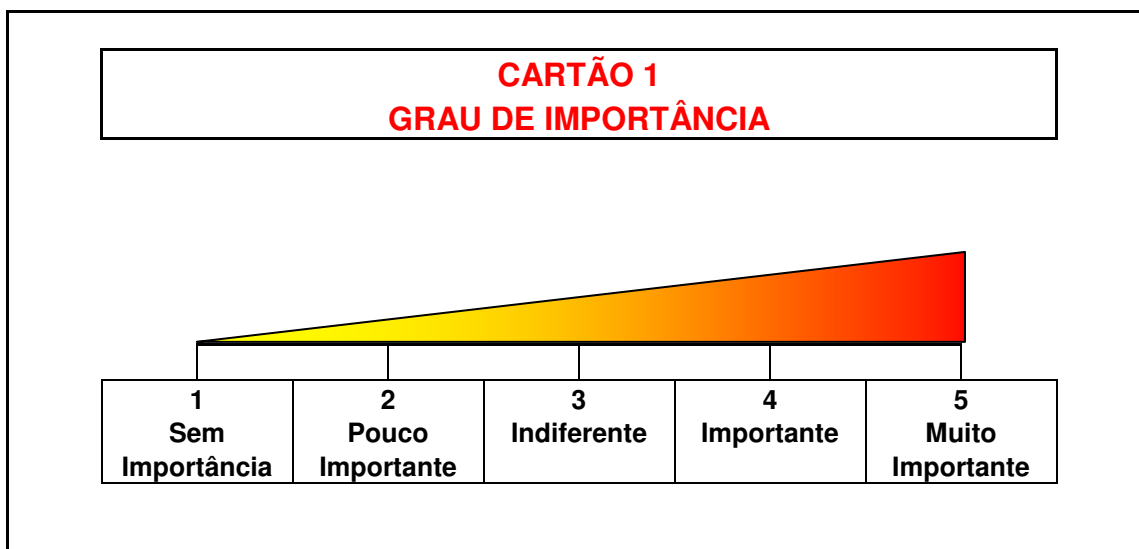 CARTÃO 1
GRAU DE IMPORTÂNCIA
1
Sem
Importância
2
Pouco
Importante
3
Indiferente
4
Importante
5
Muito
Importante